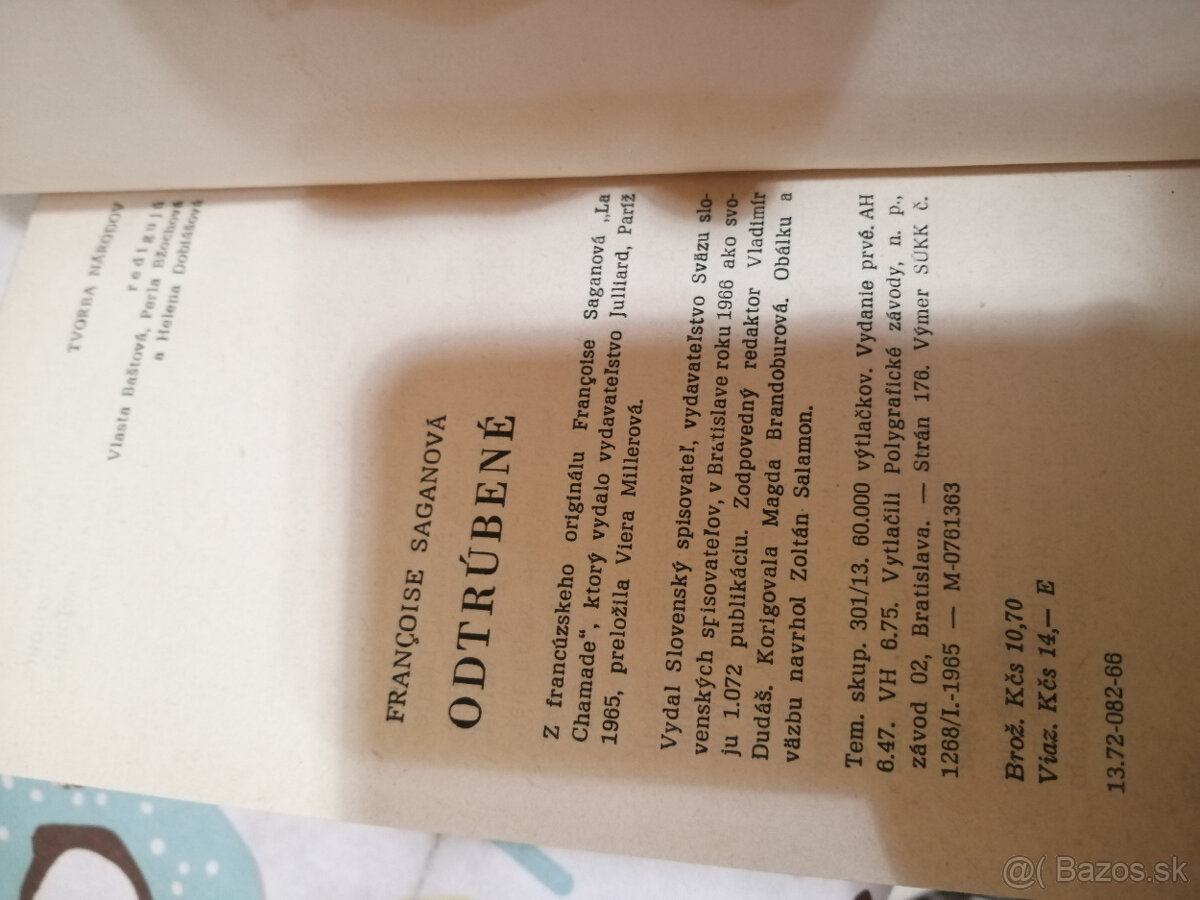 TVORBA NÁRODOV
redigujú
Vlasta Baštová, Perla Bžochová
a Helena Dobiášová
FRANÇOISE SAGANOVÁ
ODTRÚBENÉ
Z francúzskeho originálu Françoise Saganová „La
Chamade“, ktorý vydalo vydavateľstvo Julliard, Paríž
1965, preložila Viera Millerová.
Vydal Slovenský spisovateľ, vydavateľstvo Sväzu slo-
venských spisovateľov, v Bratislave roku 1966 ako svo-
ju 1.072 publikáciu. Zodpovedný redaktor Vladimír
Dudáš. Korigovala Magda Brandoburová. Obálku a
väzbu navrhol Zoltán Salamon.
Tem. skup. 301/13. 60.000 výtlačkov. Vydanie prvé. AH
6.47. VH 6.75. Vytlačili Polygrafické závody, n. p.,
závod 02, Bratislava. — Strán 176. Výmer SÚKK č.
1268/I.-1965 — M-0761363
Brož. Kčs 10,70
Viaz. Kčs 14,— E
13.72-082-66
@( Bazos.sk